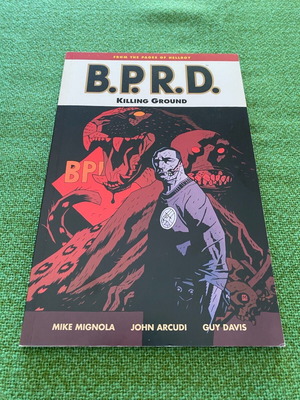 FROM THE PAGES OF HELLBOY
B.P.R.D.
KILLING GROUND
BP!
MIKE MIGNOLA JOHN ARCUDI GUY DAVIS